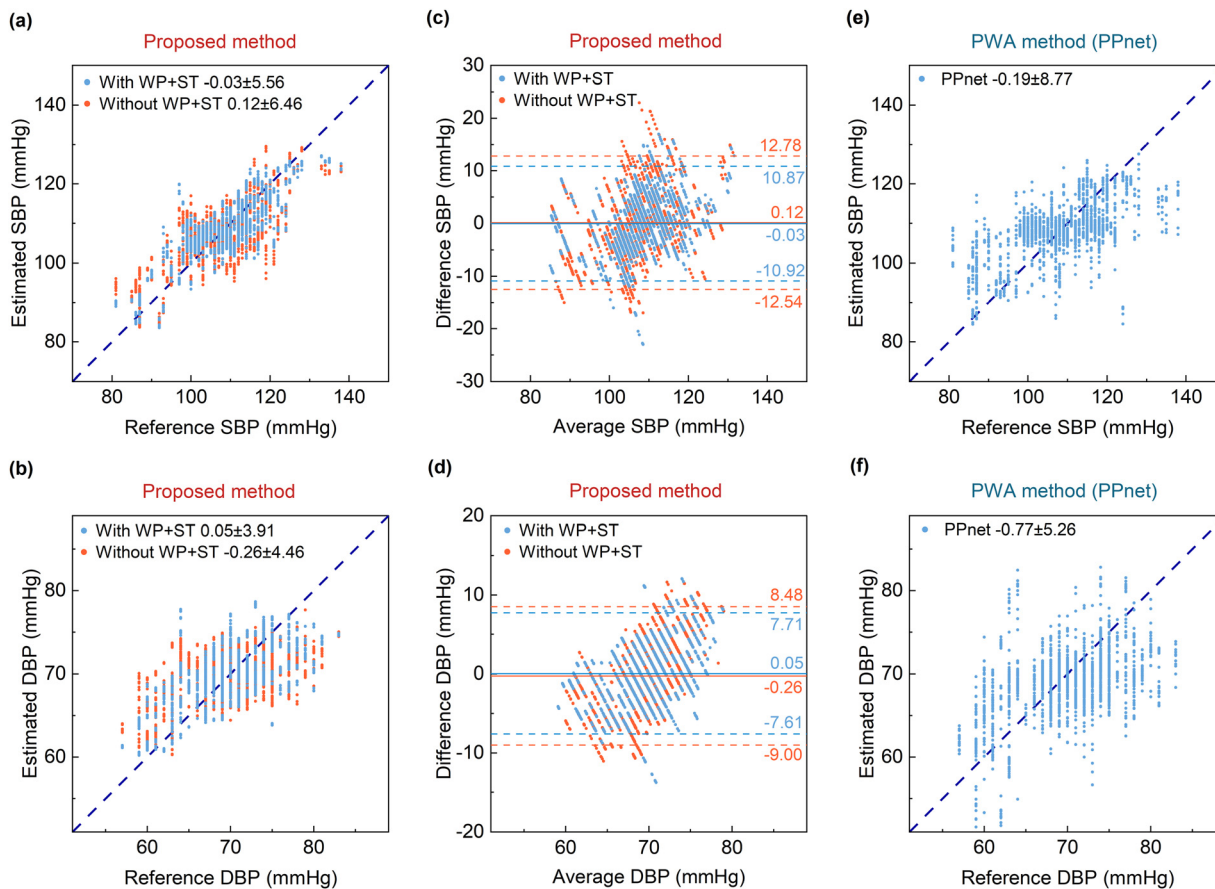 (a)
Proposed method
With WP+ST -0.03±5.56
Without WP+ST 0.12±6.46
140
120
100
80
Estimated SBP (mmHg)
80 100 120 140
Reference SBP (mmHg)
(c)
Proposed method
With WP+ST
Without WP+ST
30
20
10
0
-10
-20
-30
Difference SBP (mmHg)
12.78
10.87
0.12
-0.03
-10.92
-12.54
80 100 120 140
Average SBP (mmHg)
(e)
PWA method (PPnet)
PPnet -0.19±8.77
140
120
100
80
Estimated SBP (mmHg)
80 100 120 140
Reference SBP (mmHg)
(b)
Proposed method
With WP+ST 0.05±3.91
Without WP+ST -0.26±4.46
80
70
60
Estimated DBP (mmHg)
60 70 80
Reference DBP (mmHg)
(d)
Proposed method
With WP+ST
Without WP+ST
20
10
0
-10
-20
Difference DBP (mmHg)
8.48
7.71
0.05
-0.26
-7.61
-9.00
60 70 80
Average DBP (mmHg)
(f)
PWA method (PPnet)
PPnet -0.77±5.26
80
70
60
Estimated DBP (mmHg)
60 70 80
Reference DBP (mmHg)